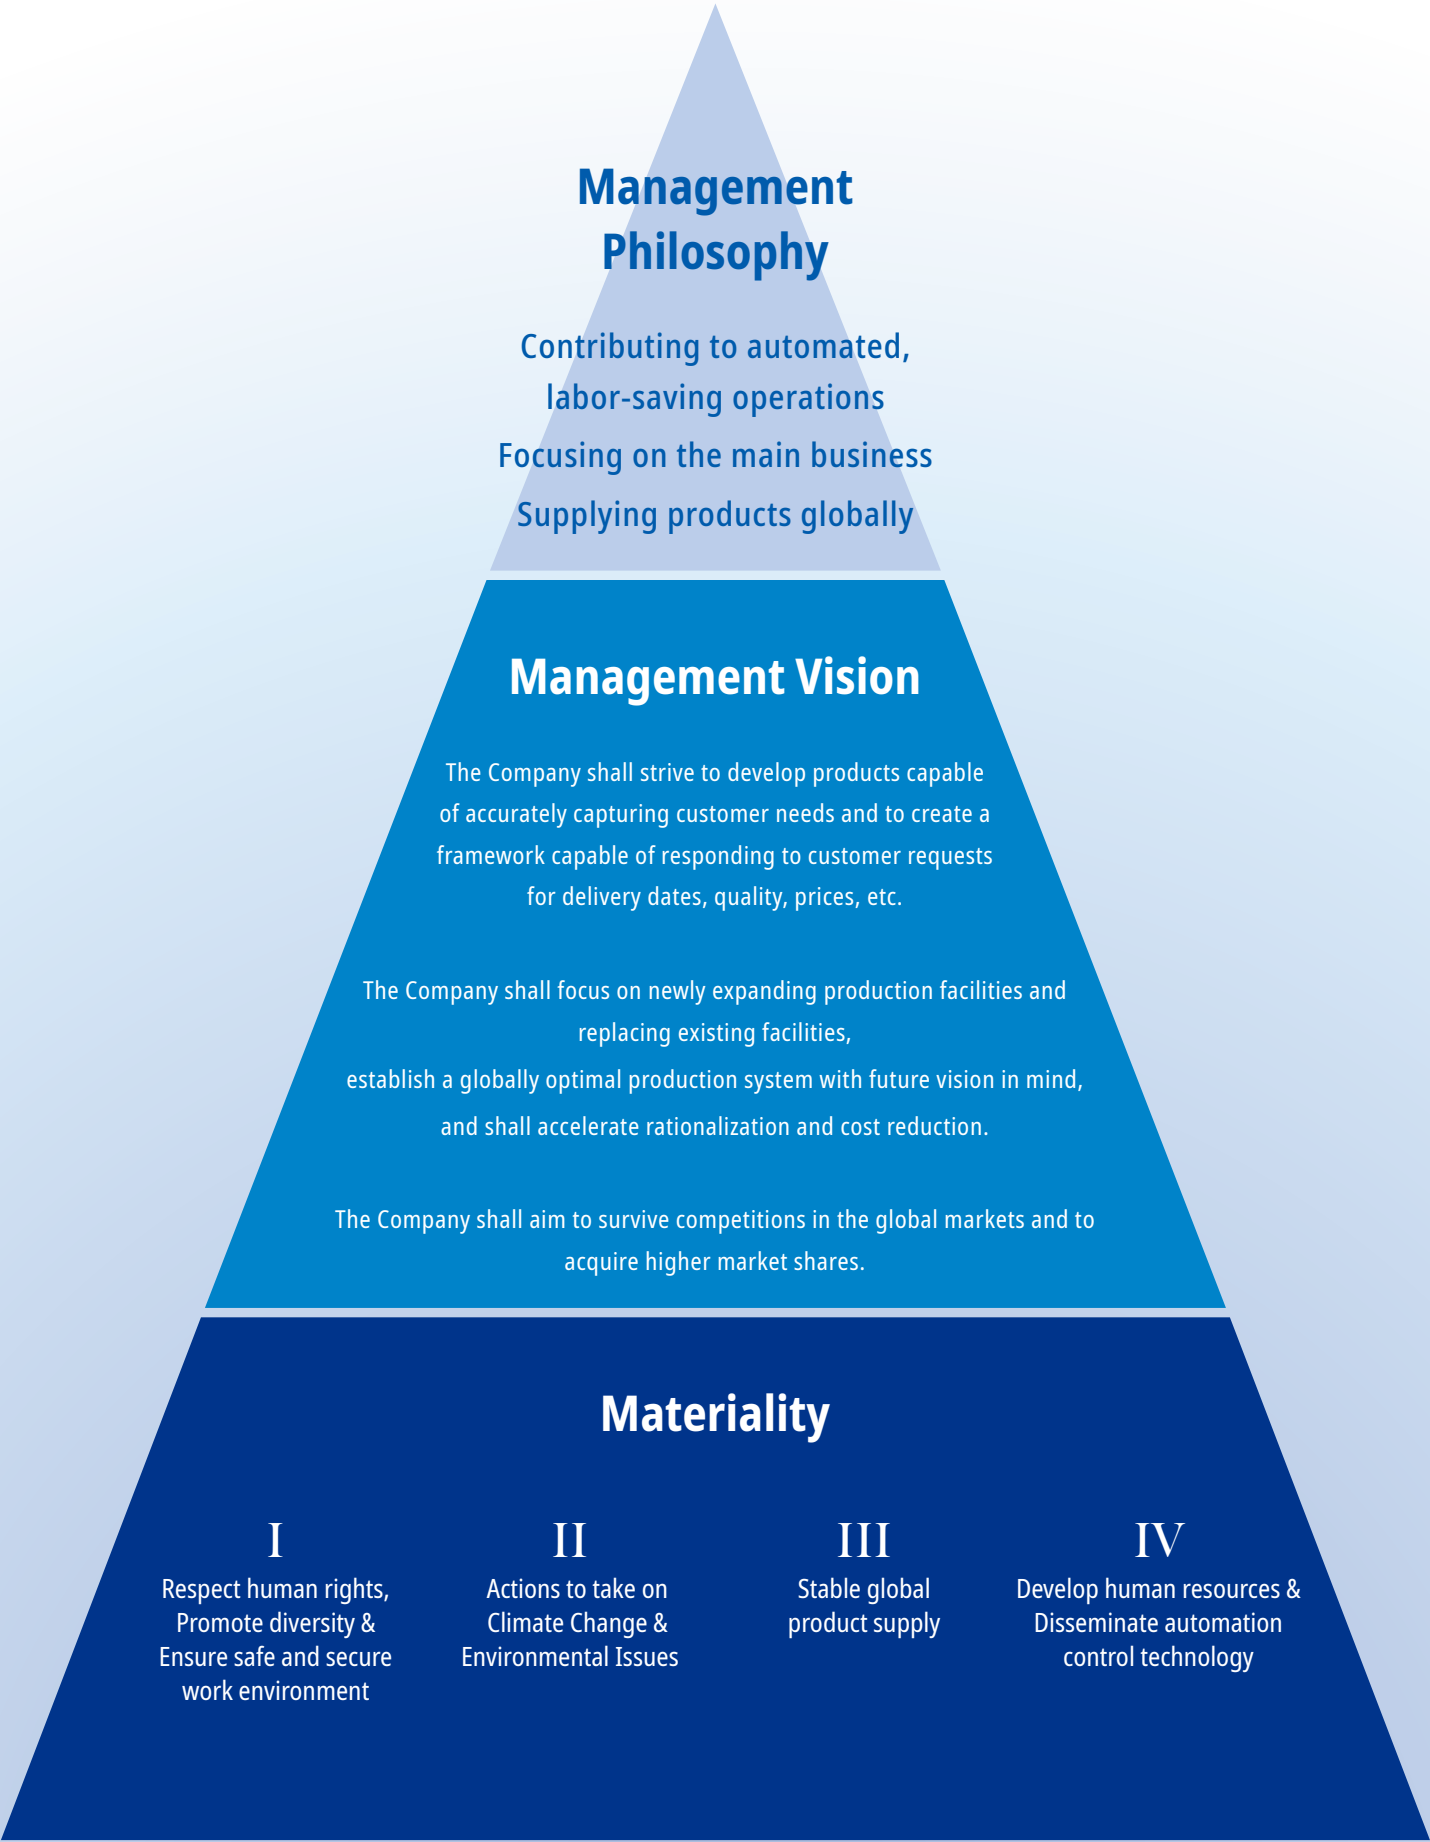 Management
Philosophy
Contributing to automated,
labor-saving operations
Focusing on the main business
Supplying products globally
Management Vision
The Company shall strive to develop products capable
of accurately capturing customer needs and to create a
framework capable of responding to customer requests
for delivery dates, quality, prices, etc.
The Company shall focus on newly expanding production facilities and
replacing existing facilities,
establish a globally optimal production system with future vision in mind,
and shall accelerate rationalization and cost reduction.
The Company shall aim to survive competitions in the global markets and to
acquire higher market shares.
Materiality
I
Respect human rights,
Promote diversity &
Ensure safe and secure
work environment
II
Actions to take on
Climate Change &
Environmental Issues
III
Stable global
product supply
IV
Develop human resources &
Disseminate automation
control technology